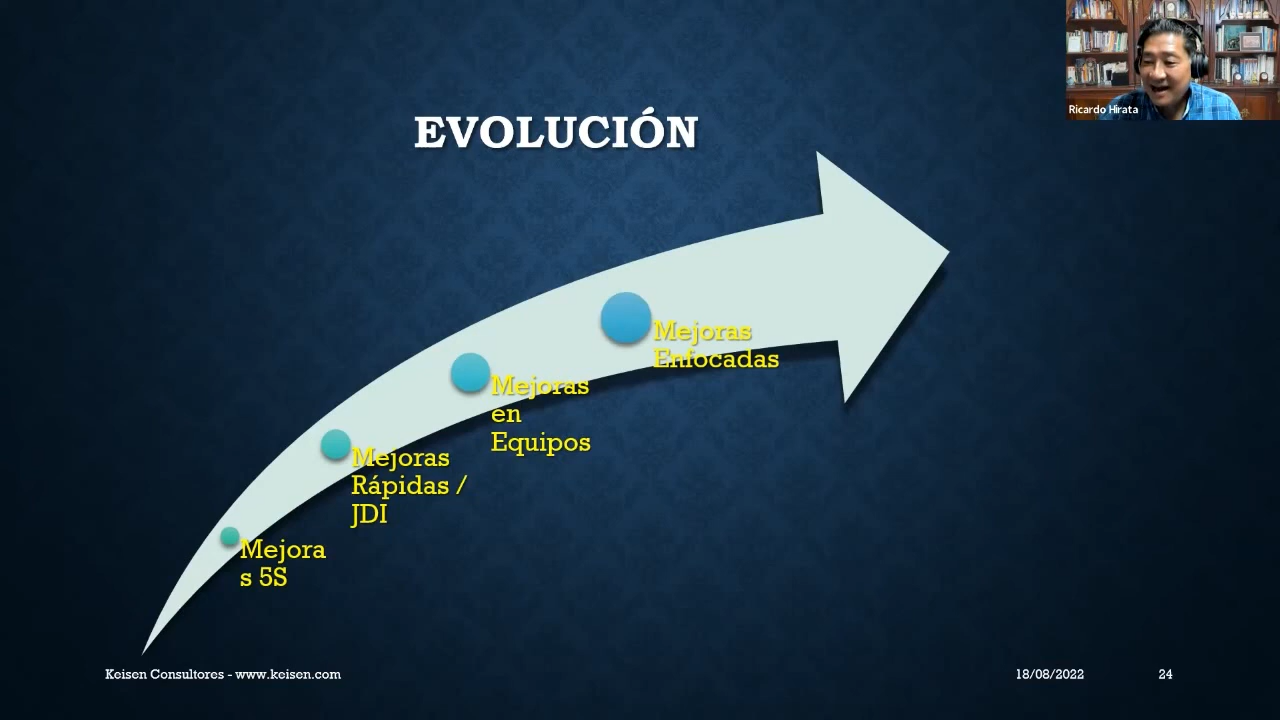 Ricardo Hirata
EVOLUCIÓN
Mejoras
Enfocadas
Mejoras
en
Equipos
Mejoras
Rápidas /
JDI
Mejora
s 5S
Keisen Consultores - www.keisen.com
18/08/2022
24